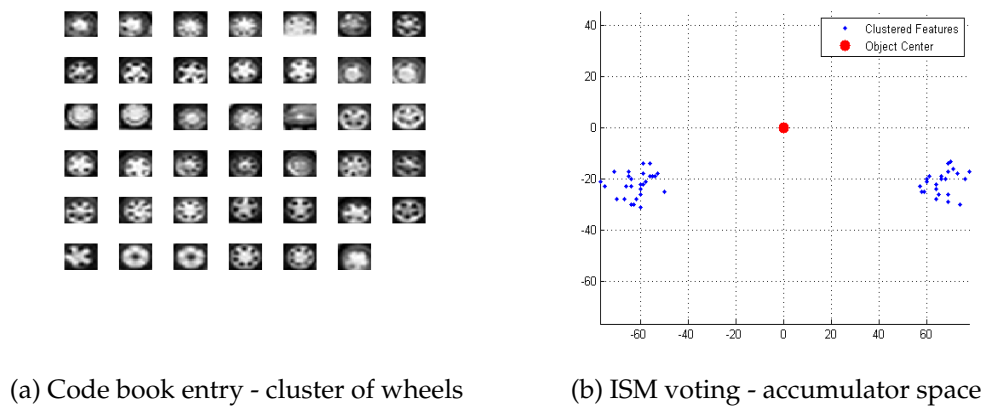 Clustered Features
Object Center
40
20
0
-20
-40
-60
-60 -40 -20 0 20 40 60
(a) Code book entry - cluster of wheels
(b) ISM voting - accumulator space